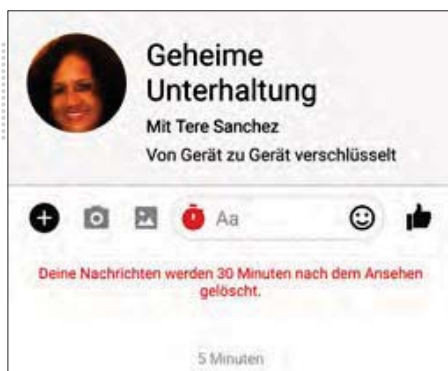 Geheime
Unterhaltung
Mit Tere Sanchez
Von Gerät zu Gerät verschlüsselt
Aa
Deine Nachrichten werden 30 Minuten nach dem Ansehen
gelöscht.
5 Minuten